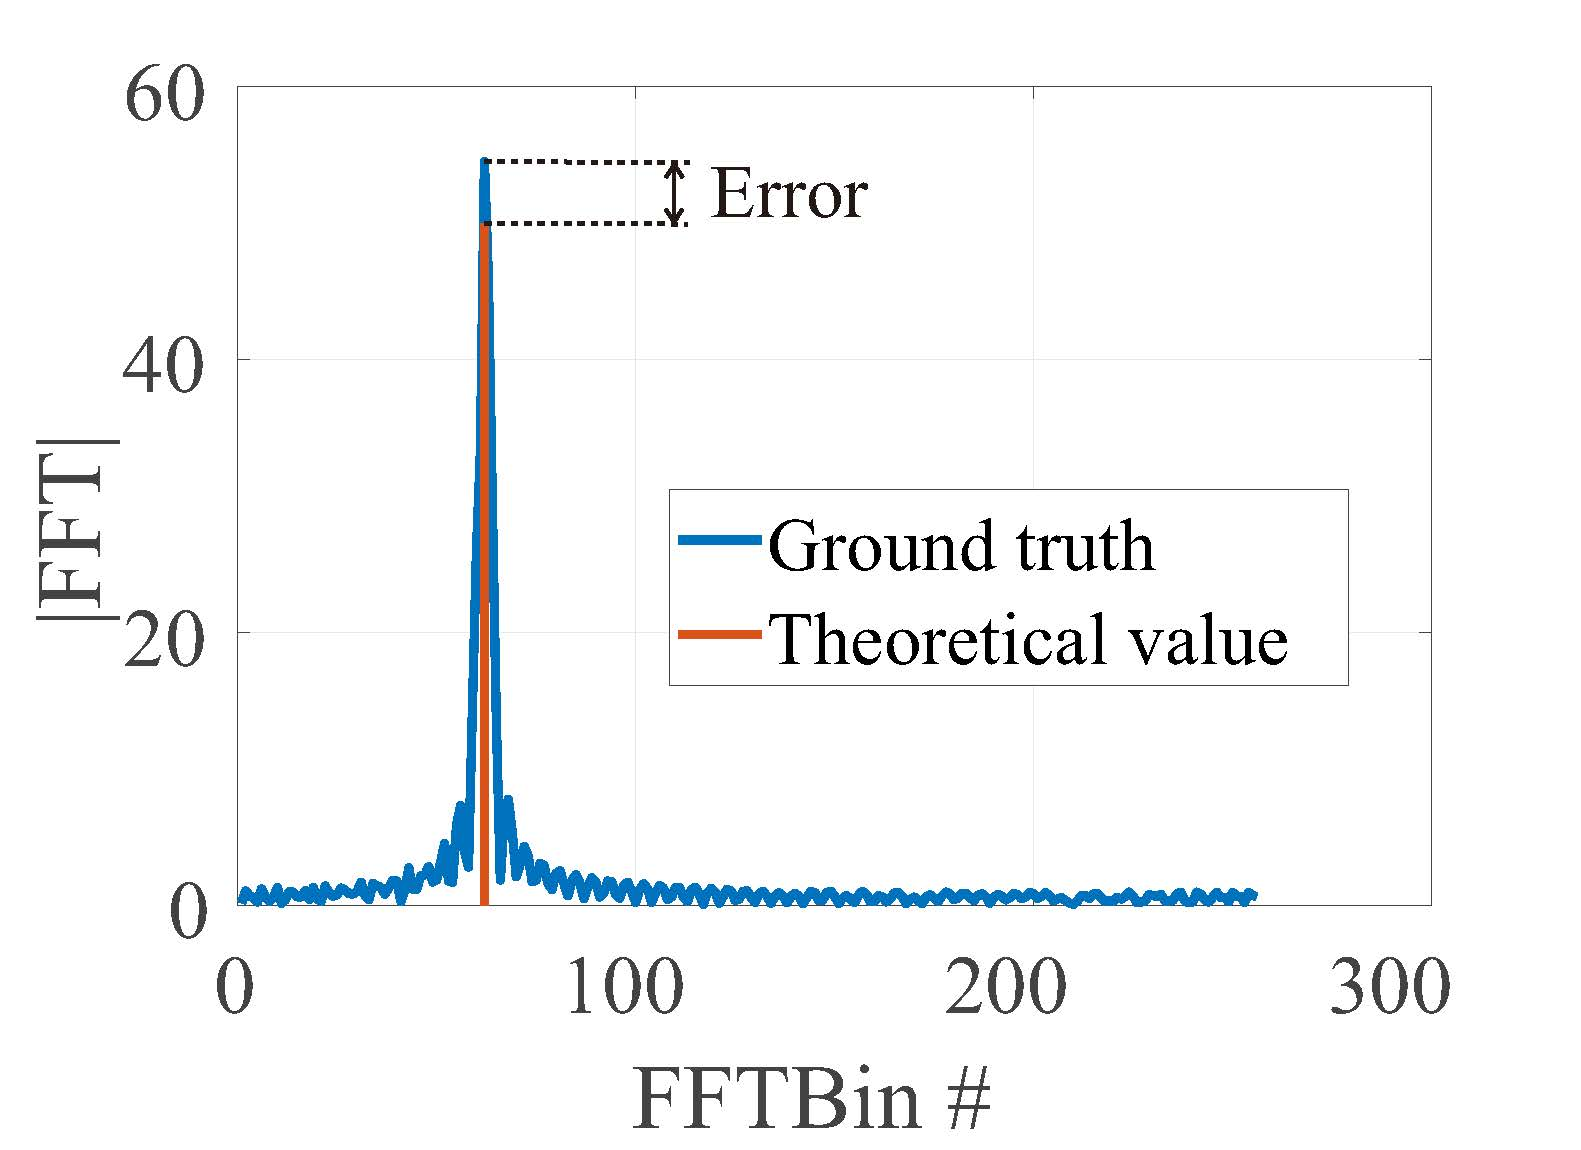 60
Error
40
|FFT|
Ground truth
Theoretical value
20
0
0 100 200 300
FFTBin #